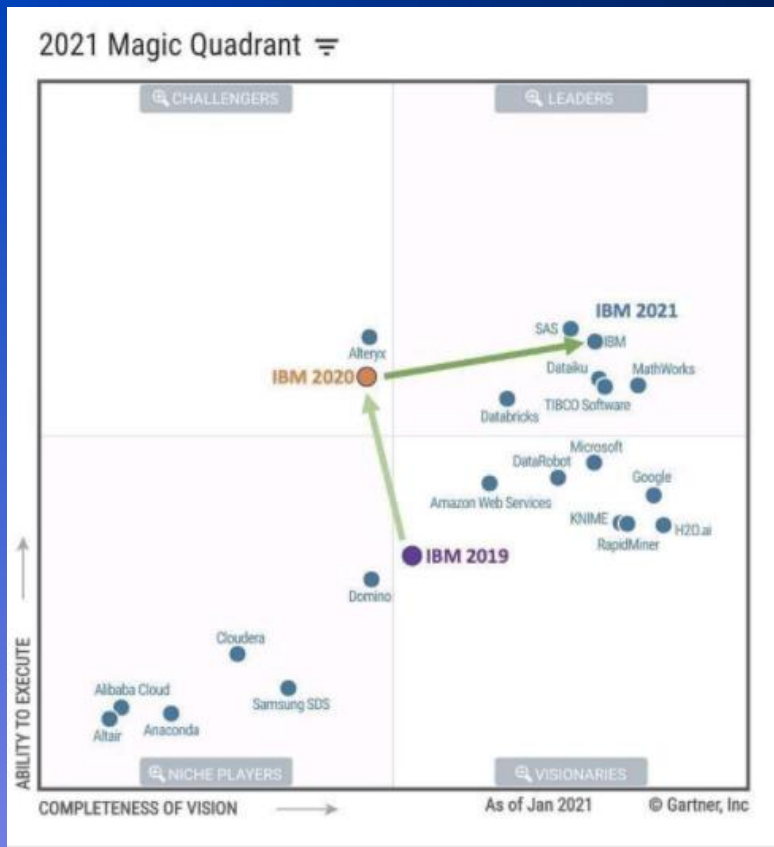 2021 Magic Quadrant
CHALLENGERS
LEADERS
IBM 2021
SAS
IBM
Alteryx
IBM 2020
Dataiku
MathWorks
TIBCO Software
Databricks
Microsoft
DataRobot
Google
Amazon Web Services
KNIME
H2O.ai
RapidMiner
IBM 2019
Domino
Cloudera
Samsung SDS
Alibaba Cloud
Altair
Anaconda
ABILITY TO EXECUTE
NICHE PLAYERS
VISIONARIES
COMPLETENESS OF VISION
As of Jan 2021
© Gartner, Inc